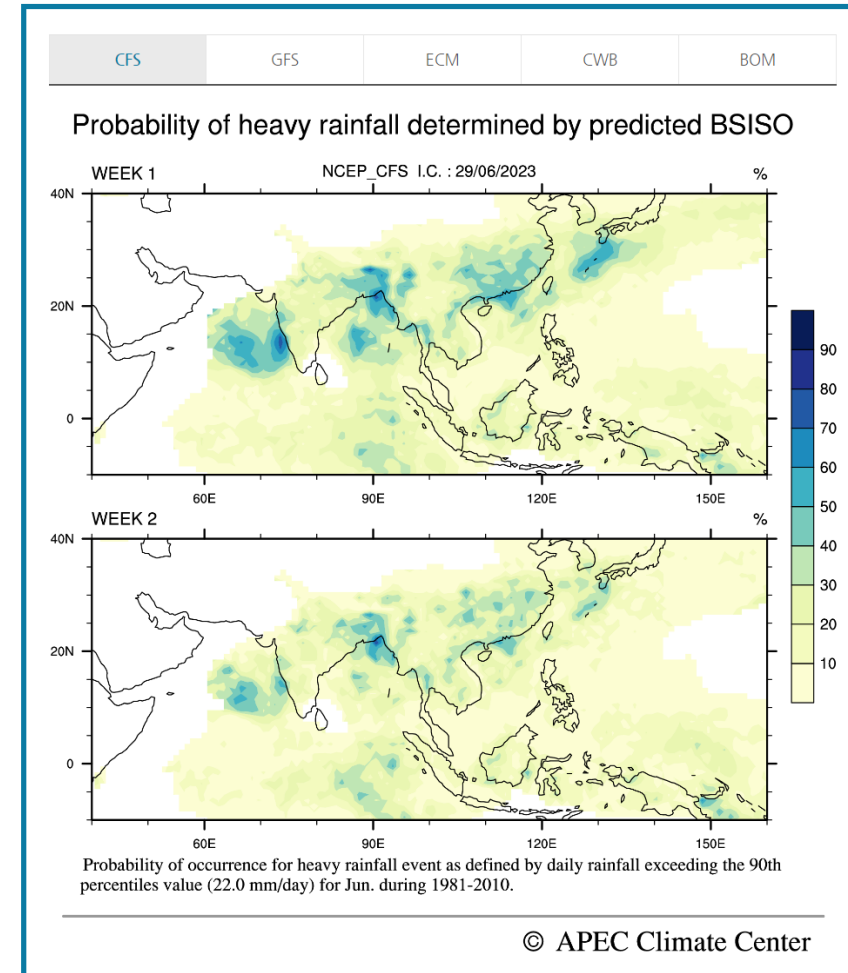 CFS GFS ECM CWB BOM
Probability of heavy rainfall determined by predicted BSISO
WEEK 1 NCEP_CFS I.C. : 29/06/2023 %
40N
20N
0
60E 90E 120E 150E
WEEK 2 %
40N
20N
0
60E 90E 120E 150E
90
80
70
60
50
40
30
20
10
Probability of occurrence for heavy rainfall event as defined by daily rainfall exceeding the 90th
percentiles value (22.0 mm/day) for Jun. during 1981-2010.
© APEC Climate Center